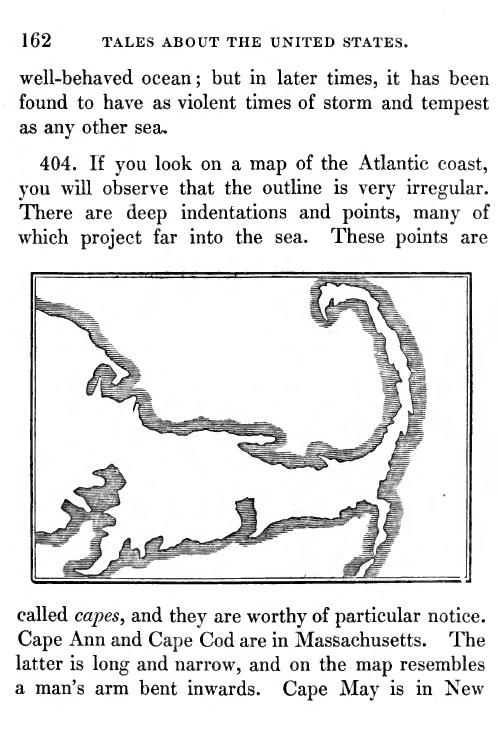 162 TALES ABOUT THE UNITED STATES.
well-behaved ocean; but in later times, it has been
found to have as violent times of storm and tempest
as any other sea.
404. If you look on a map of the Atlantic coast,
you will observe that the outline is very irregular.
There are deep indentations and points, many of
which project far into the sea. These points are
called capes, and they are worthy of particular notice.
Cape Ann and Cape Cod are in Massachusetts. The
latter is long and narrow, and on the map resembles
a man's arm bent inwards. Cape May is in New